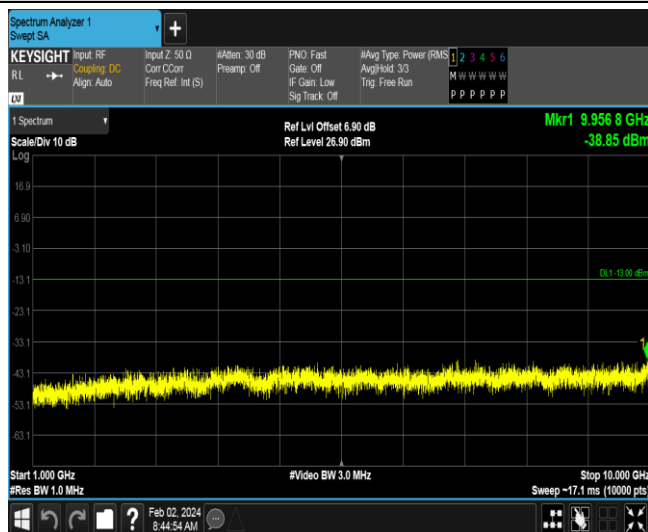 Spectrum Analyzer 1
Swept SA
+
KEYSIGHT
RL
LXI
Input: RF
Coupling: DC
Align: Auto
Input Z: 50 Ω
Corr CCorr
Freq Ref: Int (S)
#Atten: 30 dB
Preamp: Off
PNO: Fast
Gate: Off
IF Gain: Low
Sig Track: Off
#Avg Type: Power (RMS
Avg|Hold: 3/3
Trig: Free Run
1 2 3 4 5 6
M W W W W W
P P P P P P
1 Spectrum
Scale/Div 10 dB
Log
Ref Lvl Offset 6.90 dB
Ref Level 26.90 dBm
Mkr1 9.956 8 GHz
-38.85 dBm
16.9
6.90
-3.10
-13.1
-23.1
-33.1
-43.1
-53.1
-63.1
DL1 -13.00 dBm
1
Start 1.000 GHz
#Res BW 1.0 MHz
#Video BW 3.0 MHz
Stop 10.000 GHz
Sweep ~17.1 ms (10000 pts)
?
Feb 02, 2024
8:44:54 AM